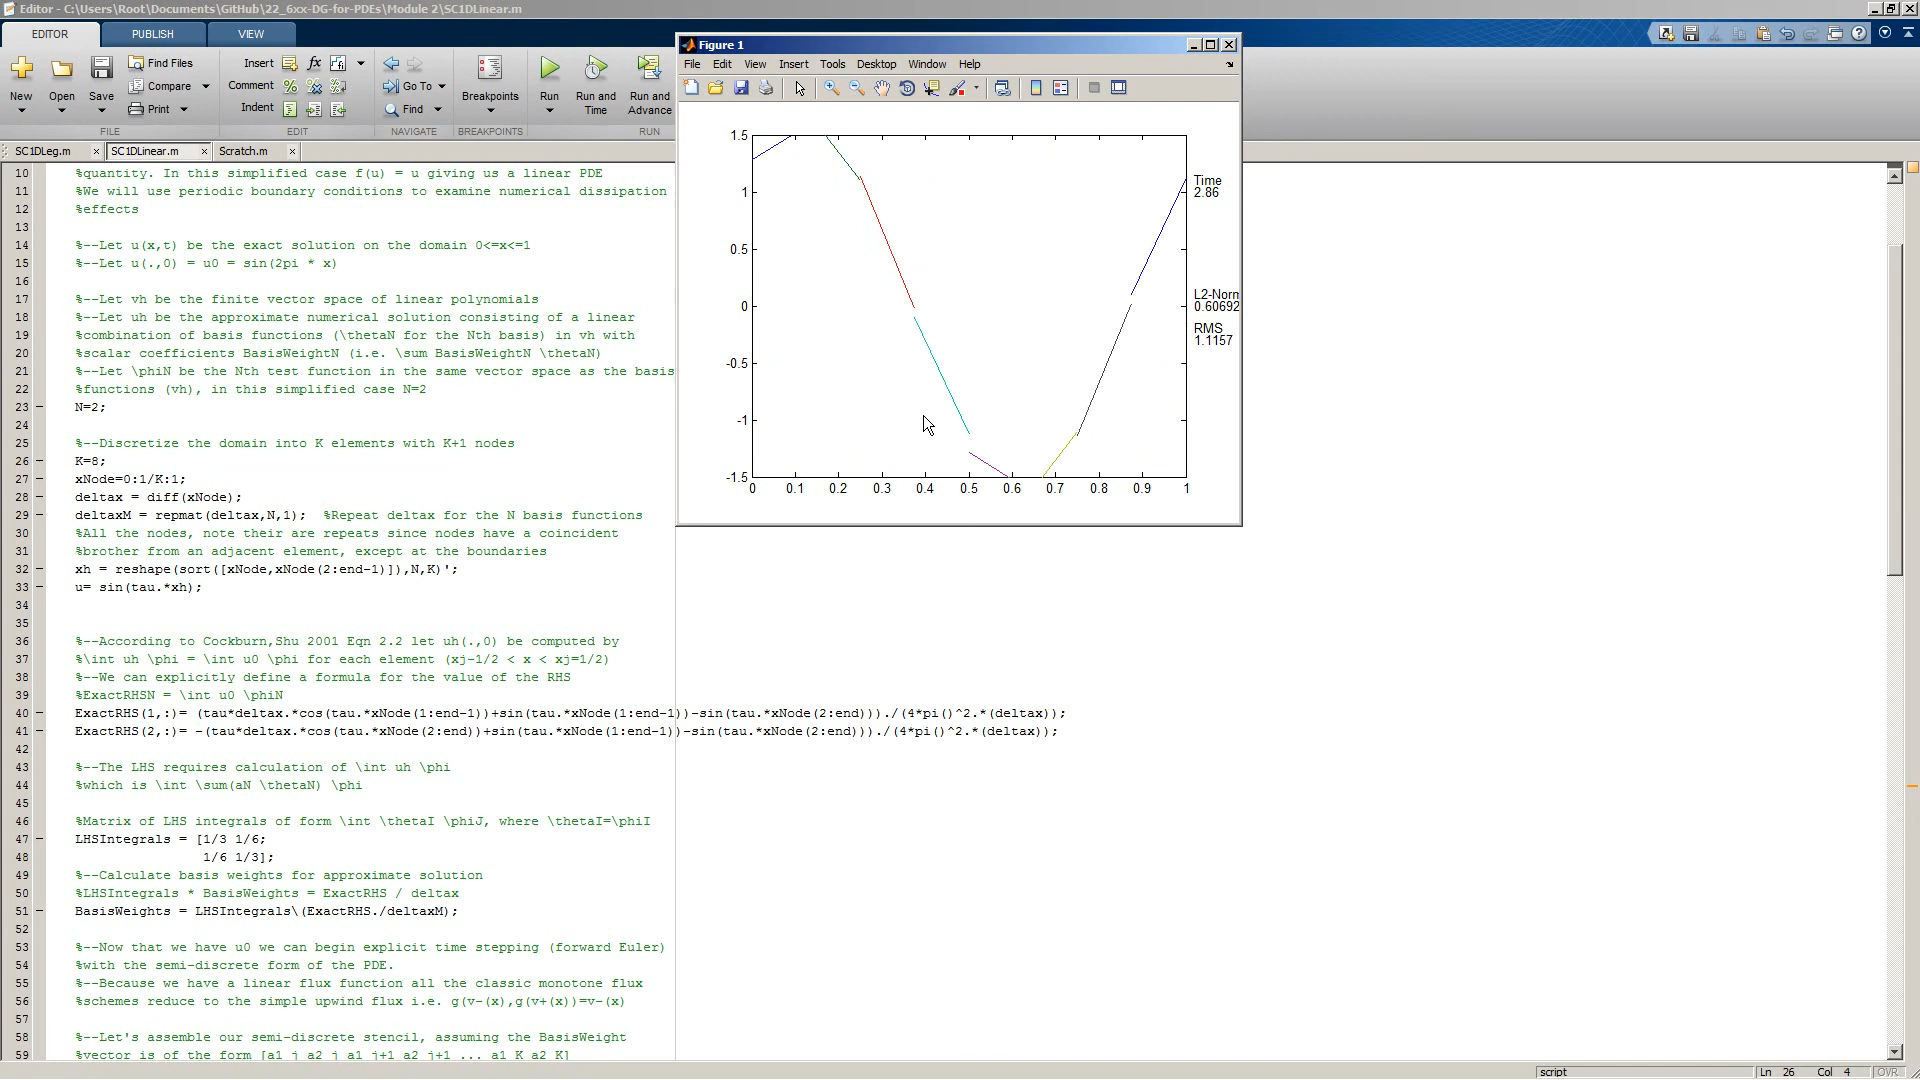 Editor - C:\Users\Root\Documents\GitHub\22_6xx-DG-for-PDEs\Module 2\SC1DLinear.m
EDITOR PUBLISH VIEW
New Open Save Find Files Compare Print
Insert Comment Indent fx
Go To Find
Breakpoints
Run Run and Time Run and Advance
FILE EDIT NAVIGATE BREAKPOINTS RUN
SC1DLeg.m SC1DLinear.m Scratch.m
10 %quantity. In this simplified case f(u) = u giving us a linear PDE
11 %We will use periodic boundary conditions to examine numerical dissipation
12 %effects
13
14 %--Let u(x,t) be the exact solution on the domain 0<=x<=1
15 %--Let u(.,0) = u0 = sin(2pi * x)
16
17 %--Let vh be the finite vector space of linear polynomials
18 %--Let uh be the approximate numerical solution consisting of a linear
19 %combination of basis functions (\thetaN for the Nth basis) in vh with
20 %scalar coefficients BasisWeightN (i.e. \sum BasisWeightN \thetaN)
21 %--Let \phiN be the Nth test function in the same vector space as the basis
22 %functions (vh), in this simplified case N=2
23 N=2;
24
25 %--Discretize the domain into K elements with K+1 nodes
26 K=8;
27 xNode=0:1/K:1;
28 deltax = diff(xNode);
29 deltaxM = repmat(deltax,N,1);  %Repeat deltax for the N basis functions
30 %All the nodes, note their are repeats since nodes have a coincident
31 %brother from an adjacent element, except at the boundaries
32 xh = reshape(sort([xNode,xNode(2:end-1)]),N,K)';
33 u= sin(tau.*xh);
34
35
36 %--According to Cockburn,Shu 2001 Eqn 2.2 let uh(.,0) be computed by
37 %\int uh \phi = \int u0 \phi for each element (xj-1/2 < x < xj=1/2)
38 %--We can explicitly define a formula for the value of the RHS
39 %ExactRHSN = \int u0 \phiN
40 ExactRHS(1,:)= (tau*deltax.*cos(tau.*xNode(1:end-1))+sin(tau.*xNode(1:end-1))-sin(tau.*xNode(2:end)))./(4*pi()^2.*(deltax));
41 ExactRHS(2,:)= -(tau*deltax.*cos(tau.*xNode(2:end))+sin(tau.*xNode(1:end-1))-sin(tau.*xNode(2:end)))./(4*pi()^2.*(deltax));
42
43 %--The LHS requires calculation of \int uh \phi
44 %which is \int \sum(aN \thetaN) \phi
45
46 %Matrix of LHS integrals of form \int \thetaI \phiJ, where \thetaI=\phiI
47 LHSIntegrals = [1/3 1/6;
48 1/6 1/3];
49 %--Calculate basis weights for approximate solution
50 %LHSIntegrals * BasisWeights = ExactRHS / deltax
51 BasisWeights = LHSIntegrals\(ExactRHS./deltaxM);
52
53 %--Now that we have u0 we can begin explicit time stepping (forward Euler)
54 %with the semi-discrete form of the PDE.
55 %--Because we have a linear flux function all the classic monotone flux
56 %schemes reduce to the simple upwind flux i.e. g(v-(x),g(v+(x))=v-(x)
57
58 %--Let's assemble our semi-discrete stencil, assuming the BasisWeight
59 %vector is of the form [a1 j a2 j a1 j+1 a2 j+1 ... a1 K a2 K]
Figure 1
File Edit View Insert Tools Desktop Window Help
1.5
1
0.5
0
-0.5
-1
-1.5
0 0.1 0.2 0.3 0.4 0.5 0.6 0.7 0.8 0.9 1
Time
2.86
L2-Norm
0.60692
RMS
1.1157
script Ln 26 Col 4 OVR